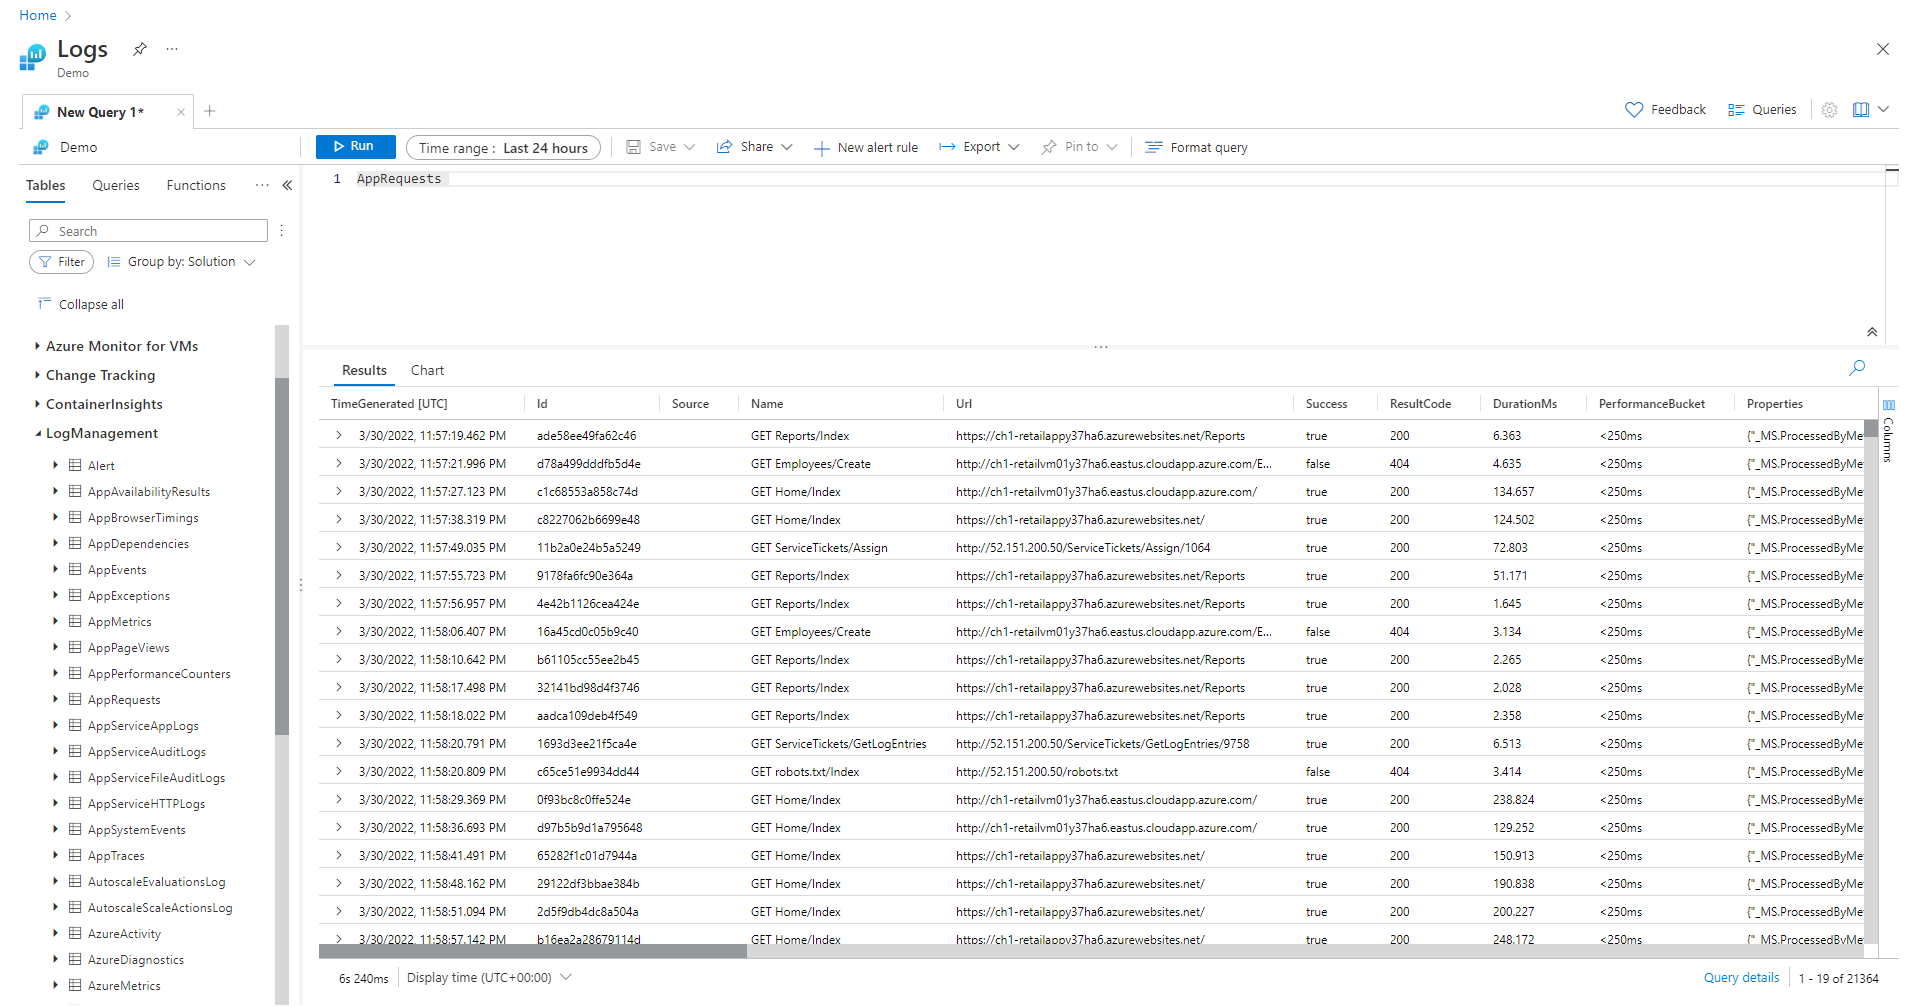 Home
Logs
Demo
New Query 1*
Feedback Queries
Demo
Run Time range : Last 24 hours Save Share New alert rule Export Pin to Format query
Tables Queries Functions
1 AppRequests
Search
Filter Group by: Solution
Collapse all
Azure Monitor for VMs
Change Tracking
ContainerInsights
LogManagement
Alert
AppAvailabilityResults
AppBrowserTimings
AppDependencies
AppEvents
AppExceptions
AppMetrics
AppPageViews
AppPerformanceCounters
AppRequests
AppServiceAppLogs
AppServiceAuditLogs
AppServiceFileAuditLogs
AppServiceHTTPLogs
AppSystemEvents
AppTraces
AutoscaleEvaluationsLog
AutoscaleScaleActionsLog
AzureActivity
AzureDiagnostics
AzureMetrics
Results Chart
TimeGenerated [UTC] Id Source Name Url Success ResultCode DurationMs PerformanceBucket Properties
3/30/2022, 11:57:19.462 PM ade58ee49fa62c46 GET Reports/Index https://ch1-retailappy37ha6.azurewebsites.net/Reports true 200 6.363 <250ms {"_MS.ProcessedByMe
3/30/2022, 11:57:21.996 PM d78a499dddfb5d4e GET Employees/Create http://ch1-retailvm01y37ha6.eastus.cloudapp.azure.com/E... false 404 4.635 <250ms {"_MS.ProcessedByMe
3/30/2022, 11:57:27.123 PM c1c68553a858c74d GET Home/Index http://ch1-retailvm01y37ha6.eastus.cloudapp.azure.com/ true 200 134.657 <250ms {"_MS.ProcessedByMe
3/30/2022, 11:57:38.319 PM c8227062b6699e48 GET Home/Index https://ch1-retailappy37ha6.azurewebsites.net/ true 200 124.502 <250ms {"_MS.ProcessedByMe
3/30/2022, 11:57:49.035 PM 11b2a0e24b5a5249 GET ServiceTickets/Assign http://52.151.200.50/ServiceTickets/Assign/1064 true 200 72.803 <250ms {"_MS.ProcessedByMe
3/30/2022, 11:57:55.723 PM 9178fa6fc90e364a GET Reports/Index https://ch1-retailappy37ha6.azurewebsites.net/Reports true 200 51.171 <250ms {"_MS.ProcessedByMe
3/30/2022, 11:57:56.957 PM 4e42b1126cea424e GET Reports/Index https://ch1-retailappy37ha6.azurewebsites.net/Reports true 200 1.645 <250ms {"_MS.ProcessedByMe
3/30/2022, 11:58:06.407 PM 16a45cd0c05b9c40 GET Employees/Create http://ch1-retailvm01y37ha6.eastus.cloudapp.azure.com/E... false 404 3.134 <250ms {"_MS.ProcessedByMe
3/30/2022, 11:58:10.642 PM b61105cc55ee2b45 GET Reports/Index https://ch1-retailappy37ha6.azurewebsites.net/Reports true 200 2.265 <250ms {"_MS.ProcessedByMe
3/30/2022, 11:58:17.498 PM 32141bd98d4f3746 GET Reports/Index https://ch1-retailappy37ha6.azurewebsites.net/Reports true 200 2.028 <250ms {"_MS.ProcessedByMe
3/30/2022, 11:58:18.022 PM aadca109deb4f549 GET Reports/Index https://ch1-retailappy37ha6.azurewebsites.net/Reports true 200 2.358 <250ms {"_MS.ProcessedByMe
3/30/2022, 11:58:20.791 PM 1693d3ee21f5ca4e GET ServiceTickets/GetLogEntries http://52.151.200.50/ServiceTickets/GetLogEntries/9758 true 200 6.513 <250ms {"_MS.ProcessedByMe
3/30/2022, 11:58:20.809 PM c65ce51e9934dd44 GET robots.txt/Index http://52.151.200.50/robots.txt false 404 3.414 <250ms {"_MS.ProcessedByMe
3/30/2022, 11:58:29.369 PM 0f93bc8c0ffe524e GET Home/Index http://ch1-retailvm01y37ha6.eastus.cloudapp.azure.com/ true 200 238.824 <250ms {"_MS.ProcessedByMe
3/30/2022, 11:58:36.693 PM d97b5b9d1a795648 GET Home/Index http://ch1-retailvm01y37ha6.eastus.cloudapp.azure.com/ true 200 129.252 <250ms {"_MS.ProcessedByMe
3/30/2022, 11:58:41.491 PM 65282f1c01d7944a GET Home/Index https://ch1-retailappy37ha6.azurewebsites.net/ true 200 150.913 <250ms {"_MS.ProcessedByMe
3/30/2022, 11:58:48.162 PM 29122df3bbae384b GET Home/Index https://ch1-retailappy37ha6.azurewebsites.net/ true 200 190.838 <250ms {"_MS.ProcessedByMe
3/30/2022, 11:58:51.094 PM 2d5f9db4dc8a504a GET Home/Index https://ch1-retailappy37ha6.azurewebsites.net/ true 200 200.227 <250ms {"_MS.ProcessedByMe
3/30/2022, 11:58:57.142 PM b16ea2a28679114d GET Home/Index https://ch1-retailappy37ha6.azurewebsites.net/ true 200 248.172 <250ms {"_MS.ProcessedByMe
Columns
6s 240ms Display time (UTC+00:00) Query details 1 - 19 of 21364